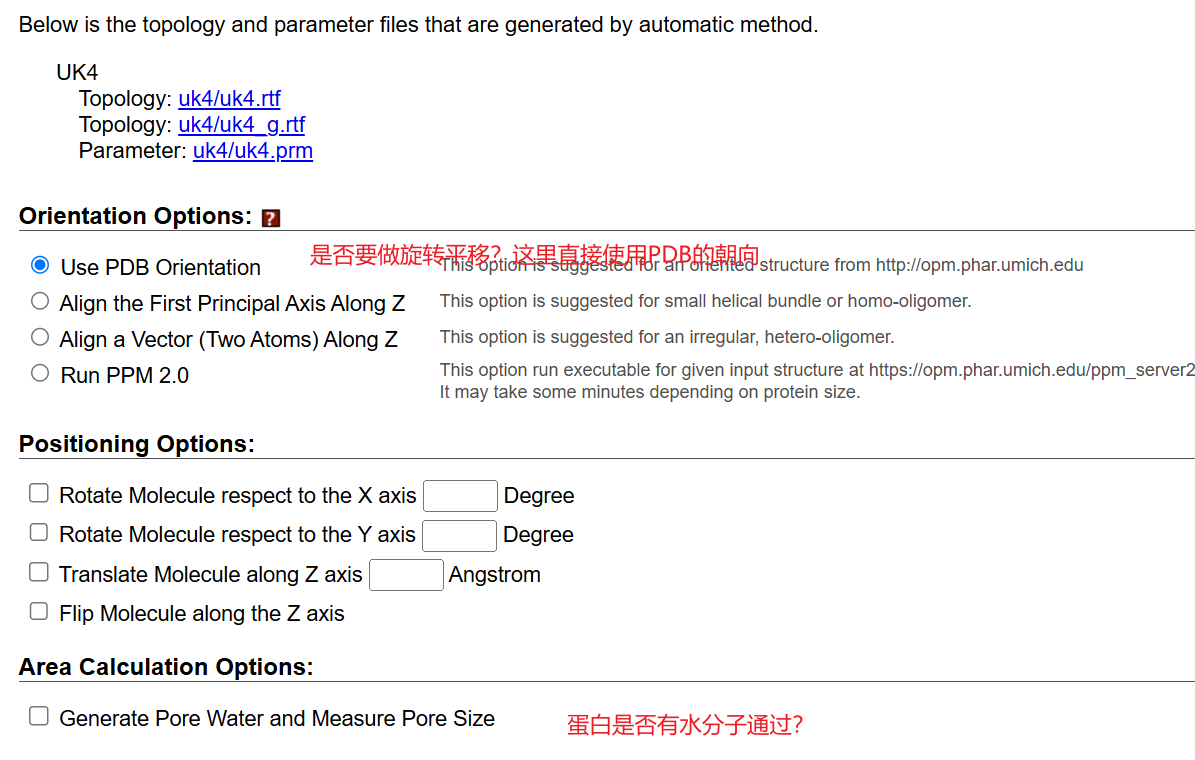 Below is the topology and parameter files that are generated by automatic method.
UK4
Topology: uk4/uk4.rtf
Topology: uk4/uk4_g.rtf
Parameter: uk4/uk4.prm
Orientation Options: ?
是否要做旋转平移？这里直接使用PDB的朝向
Use PDB Orientation This option is suggested for an oriented structure from http://opm.phar.umich.edu
Align the First Principal Axis Along Z This option is suggested for small helical bundle or homo-oligomer.
Align a Vector (Two Atoms) Along Z This option is suggested for an irregular, hetero-oligomer.
Run PPM 2.0 This option run executable for given input structure at https://opm.phar.umich.edu/ppm_server2
It may take some minutes depending on protein size.
Positioning Options:
Rotate Molecule respect to the X axis Degree
Rotate Molecule respect to the Y axis Degree
Translate Molecule along Z axis Angstrom
Flip Molecule along the Z axis
Area Calculation Options:
Generate Pore Water and Measure Pore Size 蛋白是否有水分子通过?